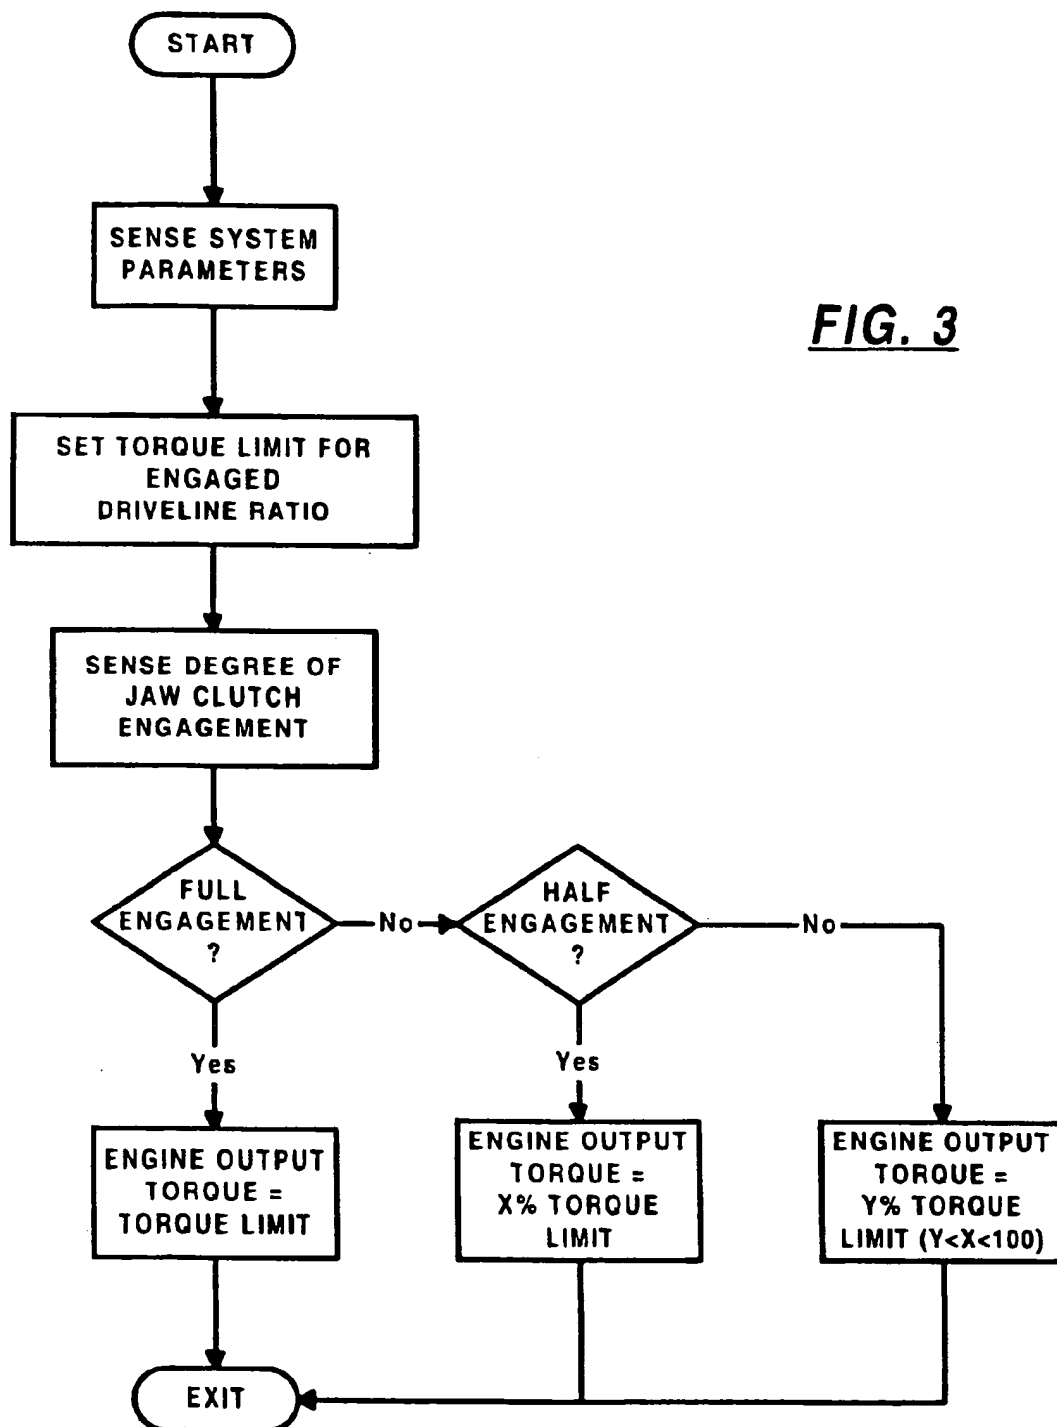 START
SENSE SYSTEM
PARAMETERS
FIG. 3
SET TORQUE LIMIT FOR
ENGAGED
DRIVELINE RATIO
SENSE DEGREE OF
JAW CLUTCH
ENGAGEMENT
FULL
ENGAGEMENT
?
No
HALF
ENGAGEMENT
?
No
Yes
Yes
ENGINE OUTPUT
TORQUE =
TORQUE LIMIT
ENGINE OUTPUT
TORQUE =
X% TORQUE
LIMIT
ENGINE OUTPUT
TORQUE =
Y% TORQUE
LIMIT (Y<X<100)
EXIT